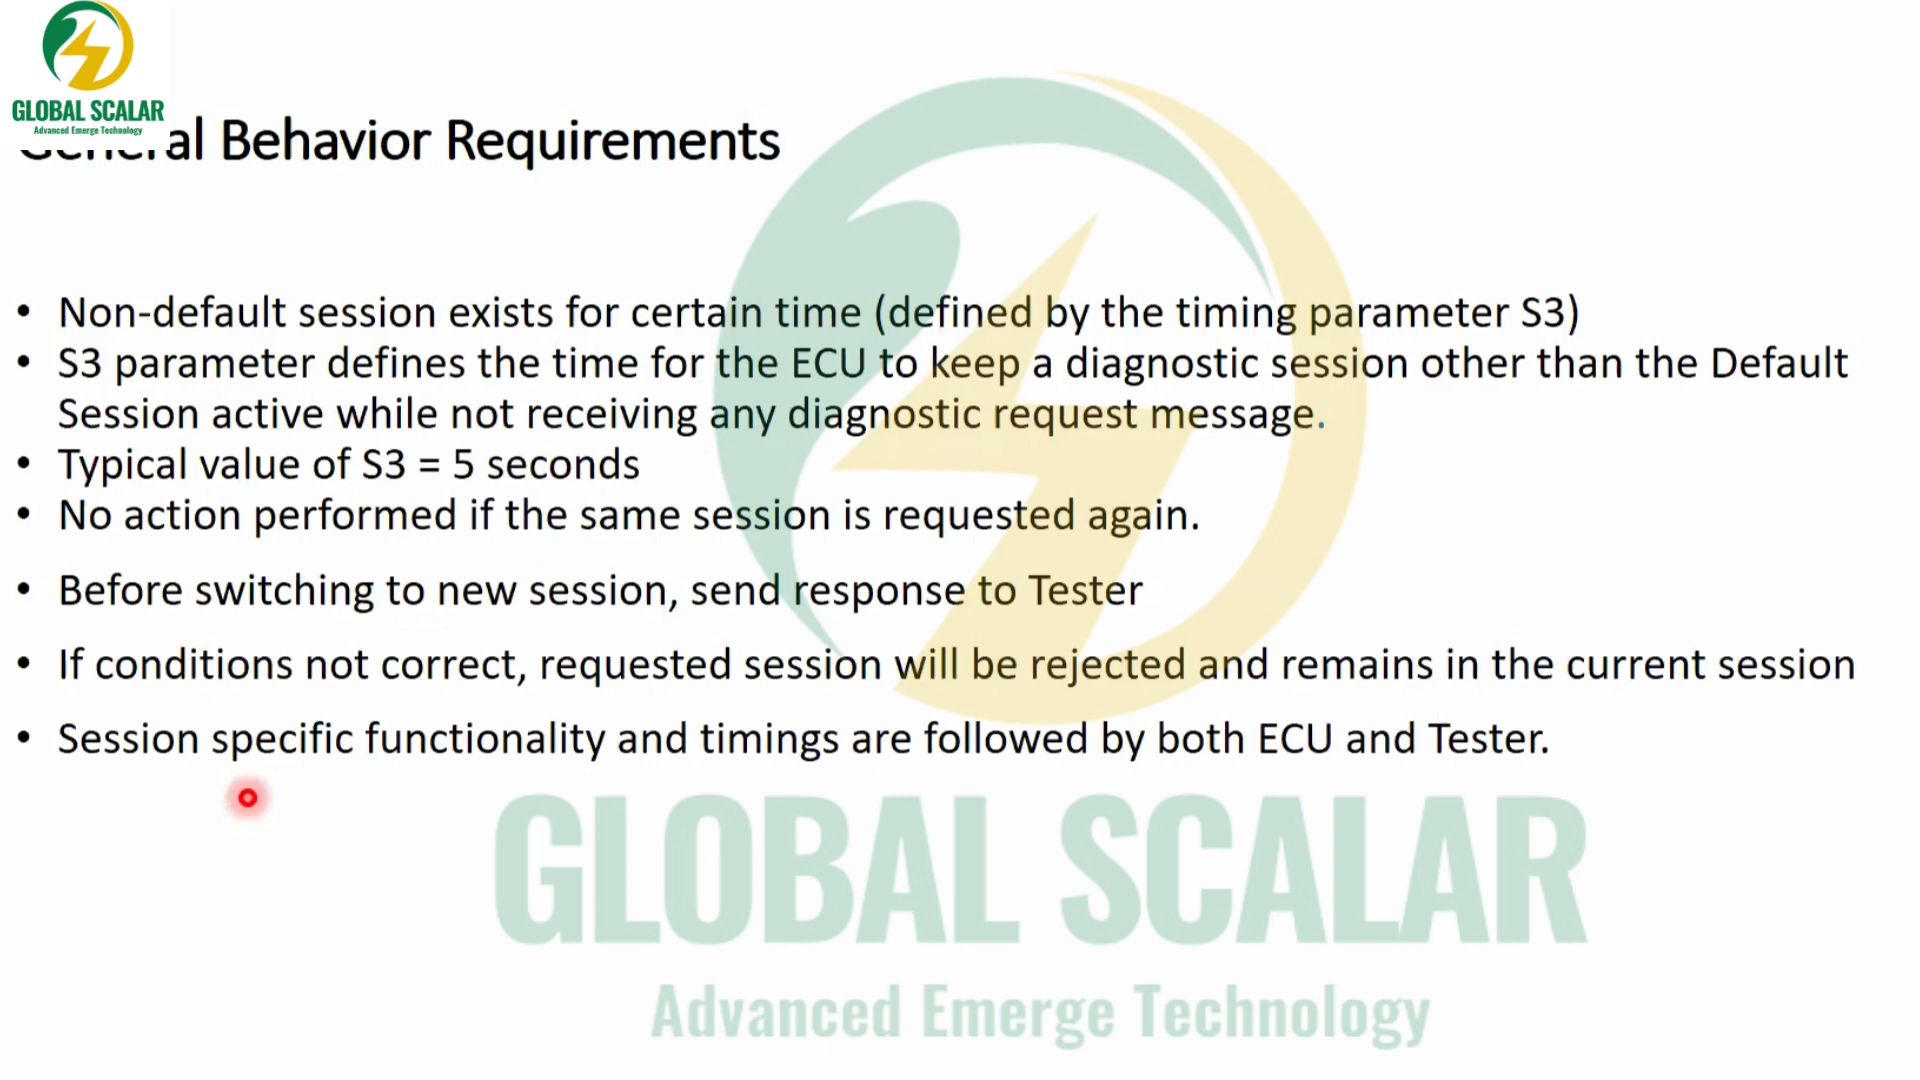 GLOBAL SCALAR
Advanced Emerge Technology
General Behavior Requirements
• Non-default session exists for certain time (defined by the timing parameter S3)
• S3 parameter defines the time for the ECU to keep a diagnostic session other than the Default
Session active while not receiving any diagnostic request message.
• Typical value of S3 = 5 seconds
• No action performed if the same session is requested again.
• Before switching to new session, send response to Tester
• If conditions not correct, requested session will be rejected and remains in the current session
• Session specific functionality and timings are followed by both ECU and Tester.
GLOBAL SCALAR
Advanced Emerge Technology